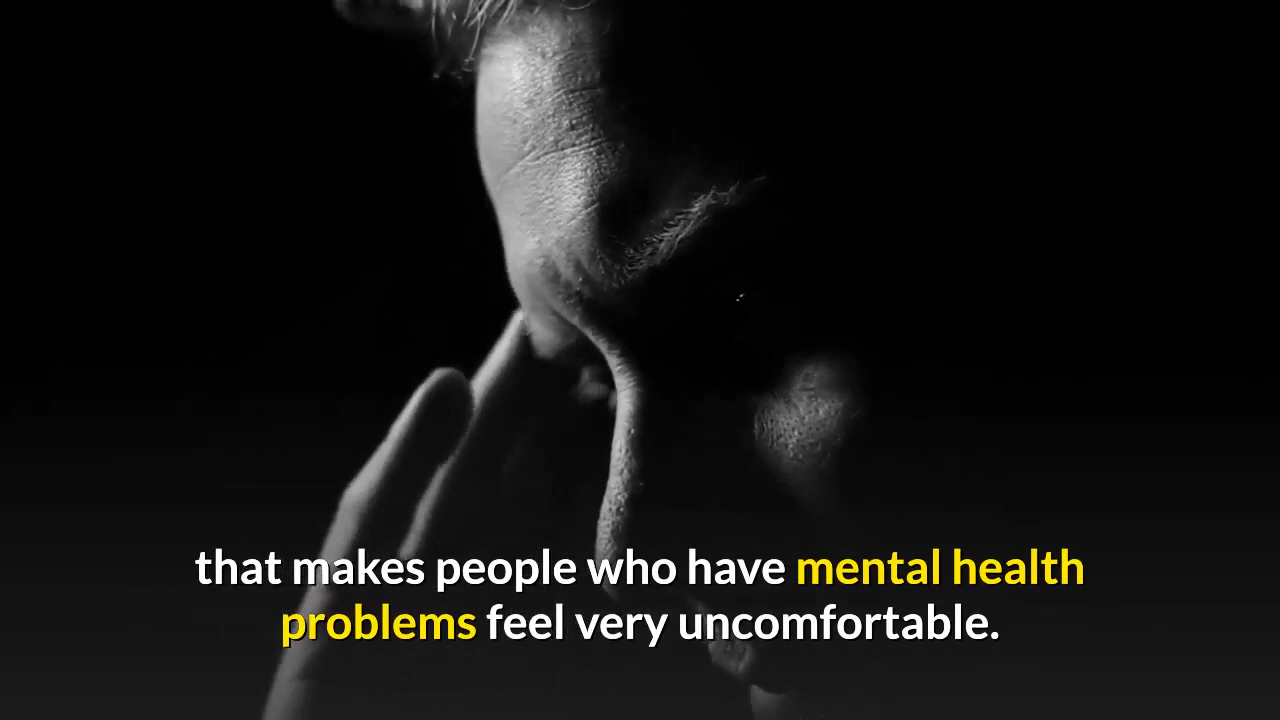 that makes people who have mental health
problems feel very uncomfortable.